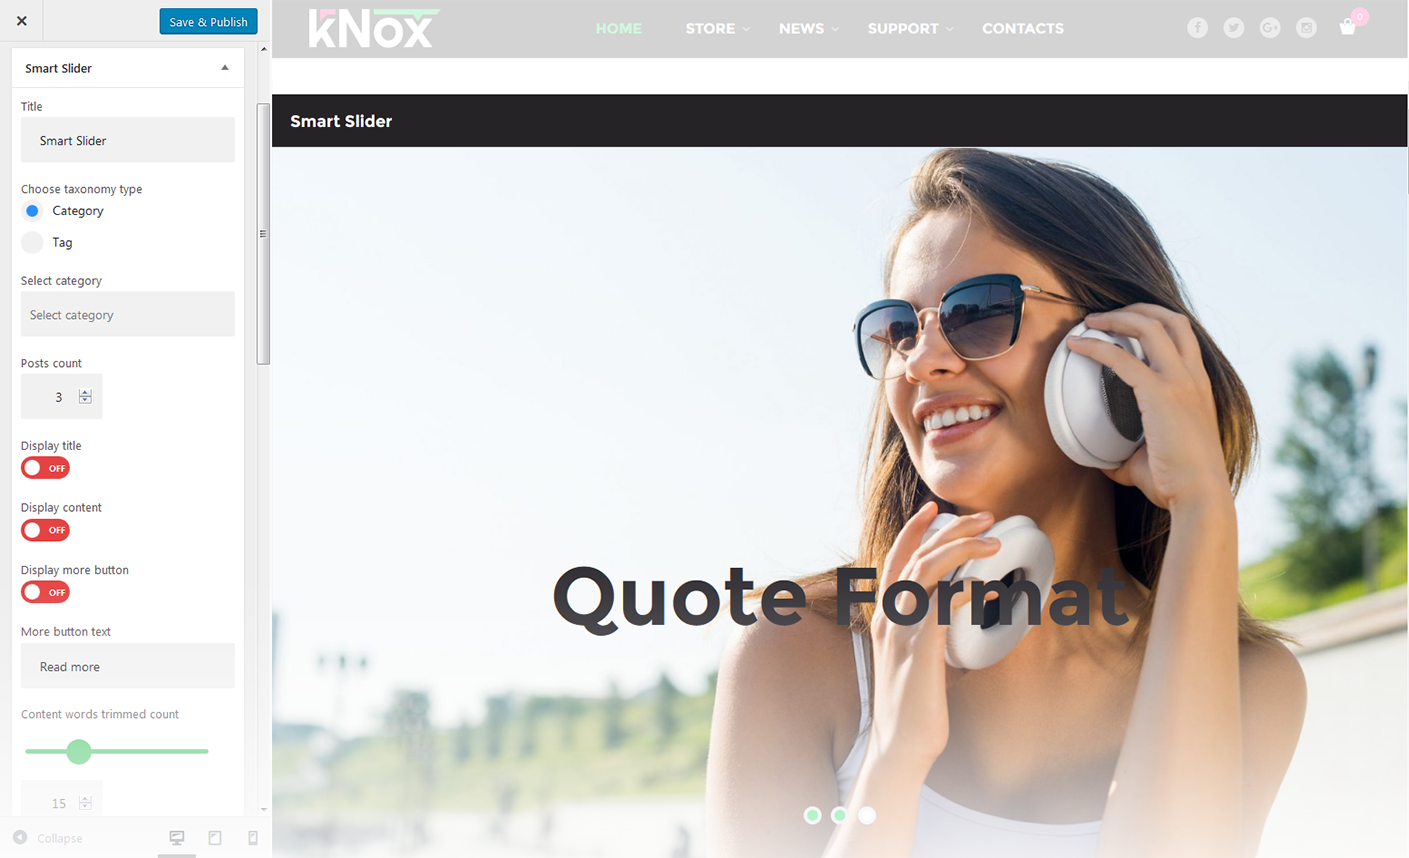 Save & Publish
Smart Slider
Title
Smart Slider
Choose taxonomy type
Category
Tag
Select category
Select category
Posts count
3
Display title
OFF
Display content
OFF
Display more button
OFF
More button text
Read more
Content words trimmed count
15
Collapse
kNox
HOME STORE NEWS SUPPORT CONTACTS
f G+ 0
Smart Slider
Quote Format